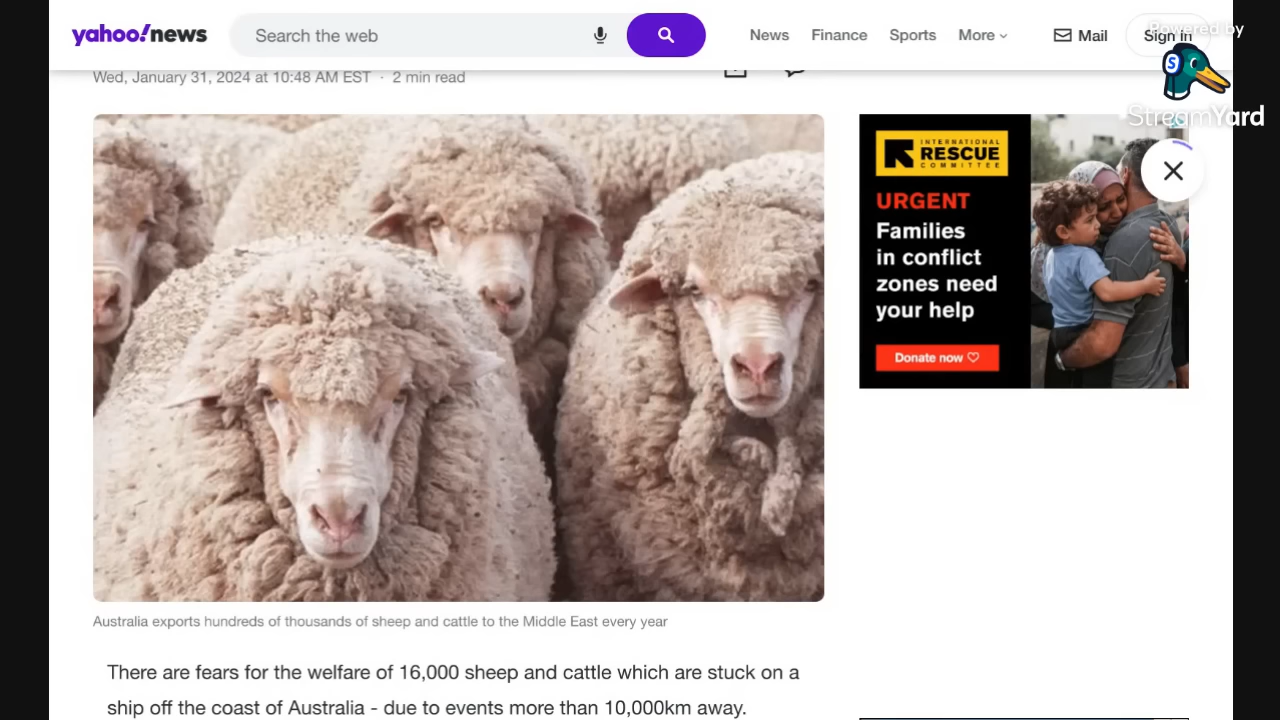 yahoo!news
Search the web
News
Finance
Sports
More
Mail
Sign in
Powered by
StreamYard
Wed, January 31, 2024 at 10:48 AM EST · 2 min read
INTERNATIONAL
RESCUE
COMMITTEE
URGENT
Families
in conflict
zones need
your help
Donate now
Australia exports hundreds of thousands of sheep and cattle to the Middle East every year
There are fears for the welfare of 16,000 sheep and cattle which are stuck on a
ship off the coast of Australia - due to events more than 10,000km away.